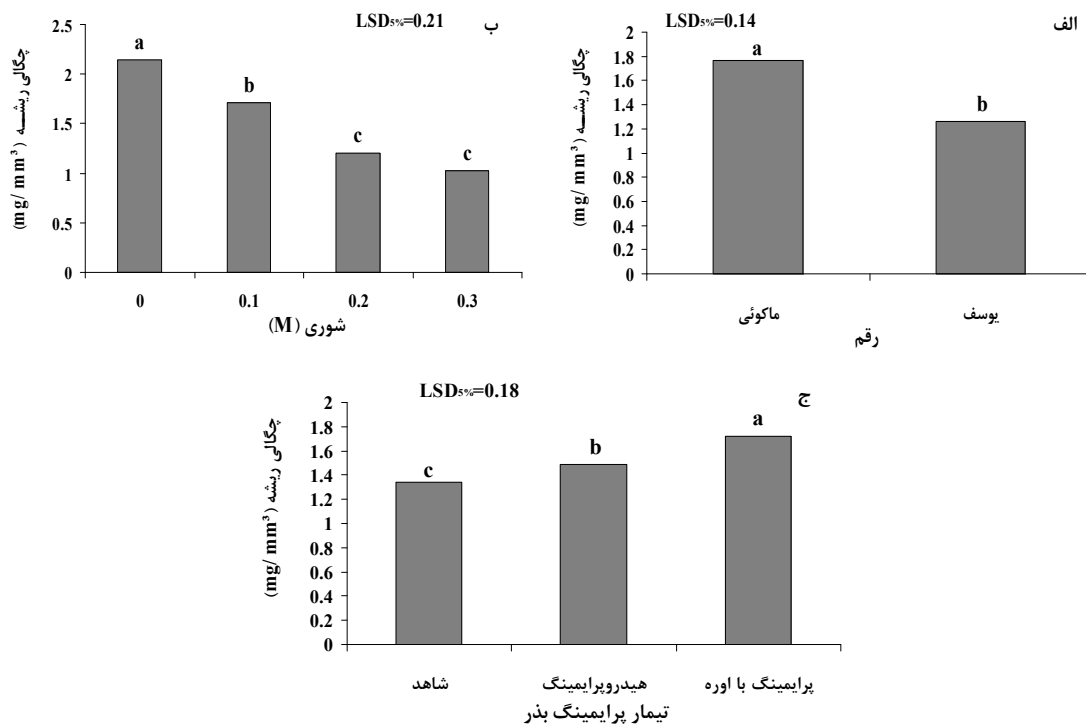 الف
LSD5%=0.14
چگالی ریشه (mg/ mm³)
2
1.8
1.6
1.4
1.2
1
0.8
0.6
0.4
0.2
0
a
b
ماکوئی
یوسف
رقم
ب
LSD5%=0.21
چگالی ریشه (mg/ mm³)
2.5
2
1.5
1
0.5
0
a
b
c
c
0
0.1
0.2
0.3
شوری (M)
ج
LSD5%=0.18
چگالی ریشه (mg/ mm³)
2
1.8
1.6
1.4
1.2
1
0.8
0.6
0.4
0.2
0
c
b
a
شاهد
هیدروپرایمینگ
پرایمینگ با اوره
تیمار پرایمینگ بذر